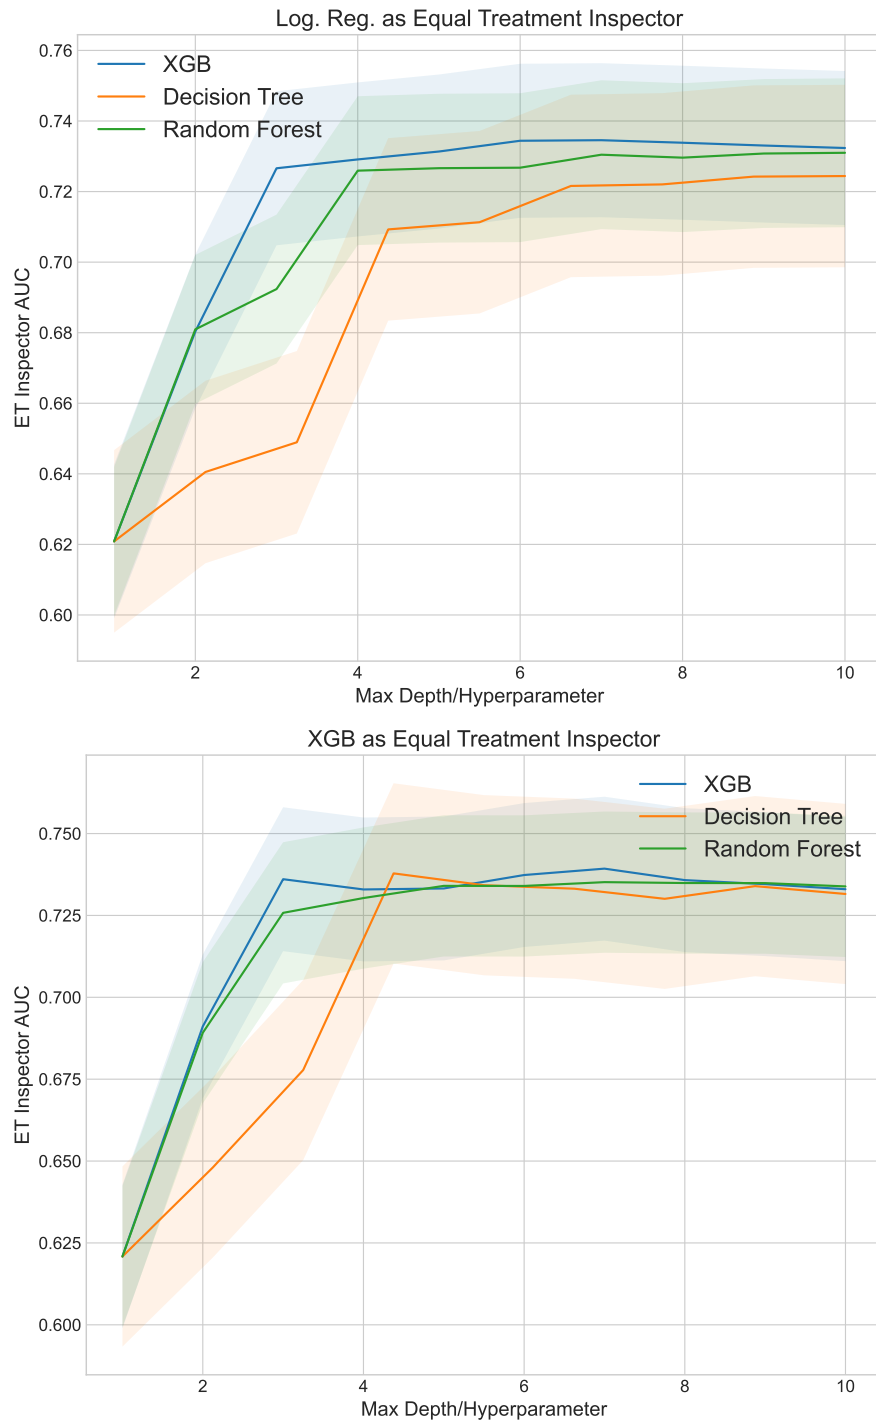 Log. Reg. as Equal Treatment Inspector
XGB
Decision Tree
Random Forest
ET Inspector AUC
0.76
0.74
0.72
0.70
0.68
0.66
0.64
0.62
0.60
2
4
6
8
10
Max Depth/Hyperparameter
XGB as Equal Treatment Inspector
XGB
Decision Tree
Random Forest
ET Inspector AUC
0.750
0.725
0.700
0.675
0.650
0.625
0.600
2
4
6
8
10
Max Depth/Hyperparameter